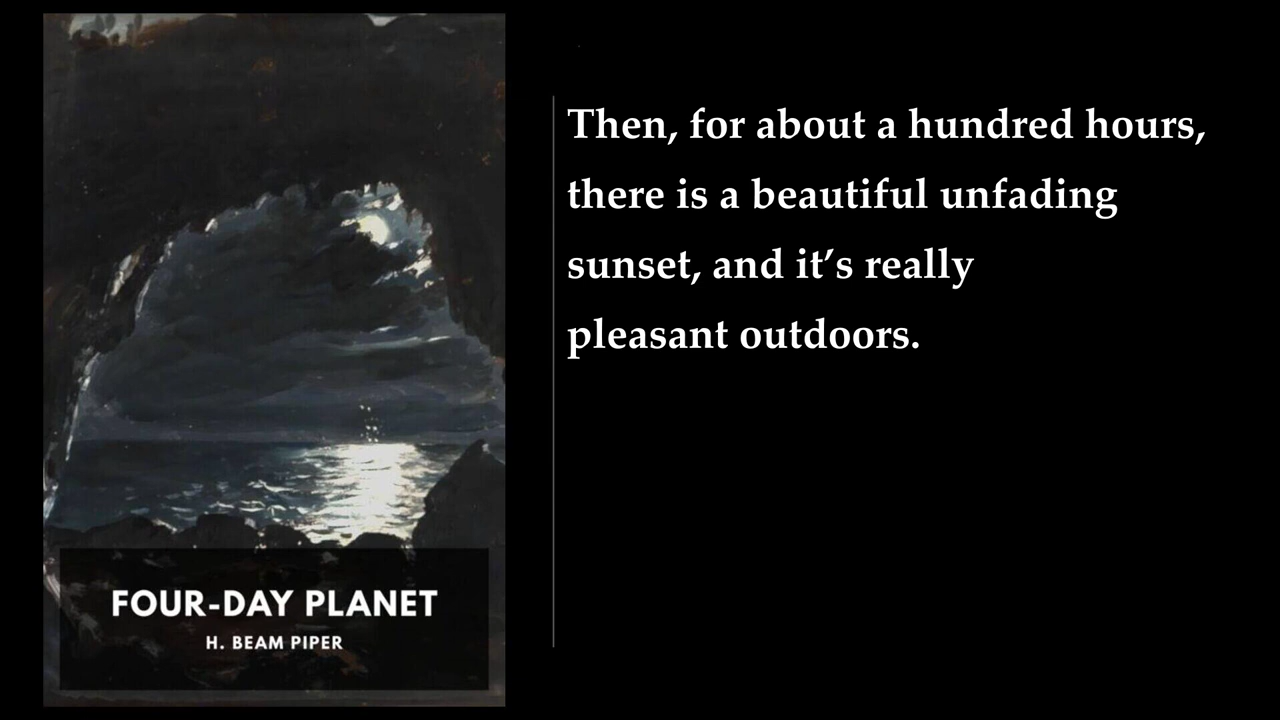 Then, for about a hundred hours,
there is a beautiful unfading
sunset, and it’s really
pleasant outdoors.
FOUR-DAY PLANET
H. BEAM PIPER